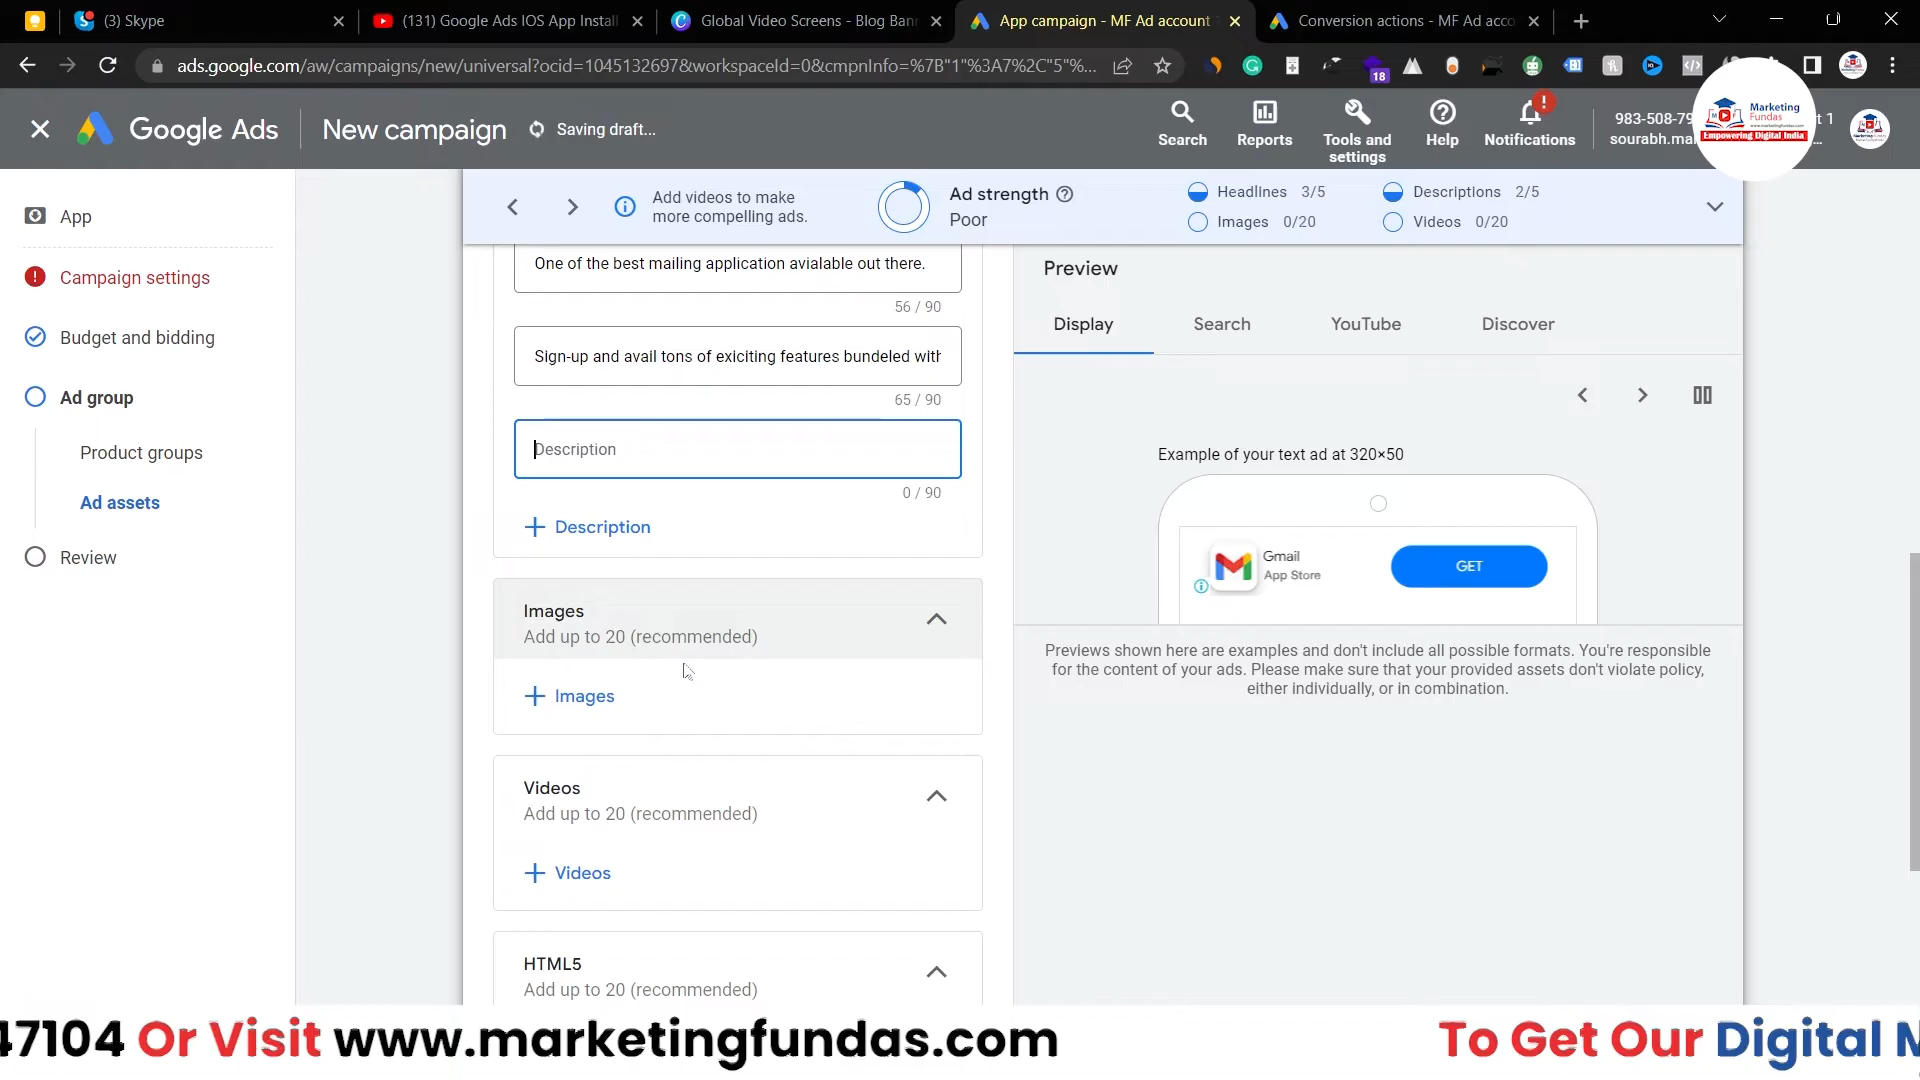 (3) Skype
(131) Google Ads IOS App Install
Global Video Screens - Blog Bann
App campaign - MF Ad account
Conversion actions - MF Ad acco
ads.google.com/aw/campaigns/new/universal?ocid=1045132697&workspaceId=0&cmpnInfo=%7B"1"%3A7%2C"5"%...
18
Google Ads
New campaign
Saving draft...
Search
Reports
Tools and settings
Help
Notifications
983-508-79
t 1
sourabh.ma
Marketing
Fundas
www.marketingfundas.com
Empowering Digital India
App
Campaign settings
Budget and bidding
Ad group
Product groups
Ad assets
Review
Add videos to make
more compelling ads.
Ad strength
Poor
Headlines 3/5
Descriptions 2/5
Images 0/20
Videos 0/20
One of the best mailing application avialable out there.
56 / 90
Sign-up and avail tons of exiciting features bundeled with
65 / 90
Description
0 / 90
Description
Images
Add up to 20 (recommended)
Images
Videos
Add up to 20 (recommended)
Videos
HTML5
Add up to 20 (recommended)
Preview
Display
Search
YouTube
Discover
Example of your text ad at 320×50
Gmail
App Store
GET
Previews shown here are examples and don't include all possible formats. You're responsible
for the content of your ads. Please make sure that your provided assets don't violate policy,
either individually, or in combination.
47104 Or Visit www.marketingfundas.com
To Get Our Digital M